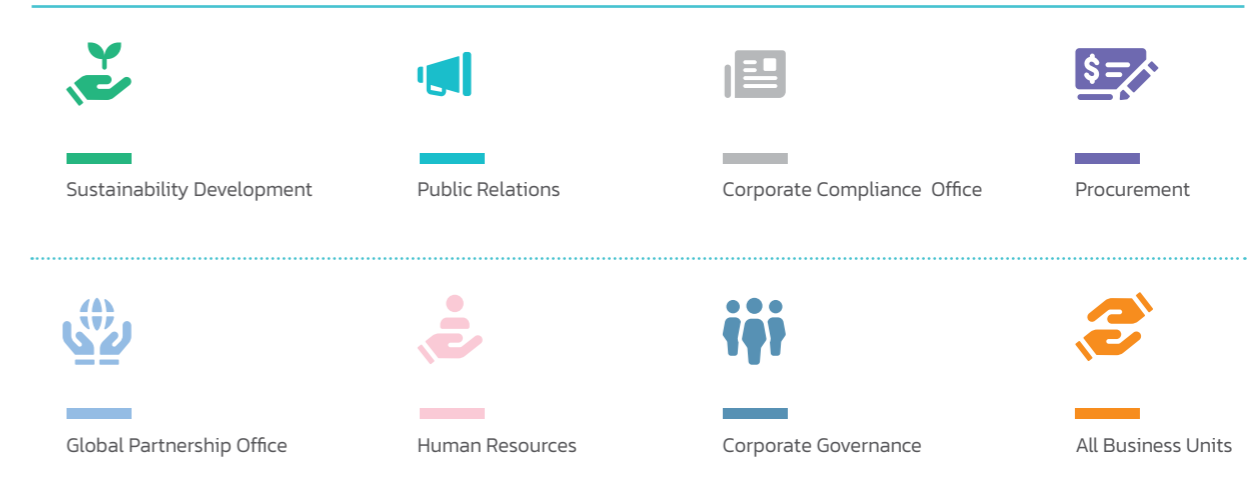 Sustainability Development
Public Relations
Corporate Compliance  Office
Procurement
Global Partnership Office
Human Resources
Corporate Governance
All Business Units